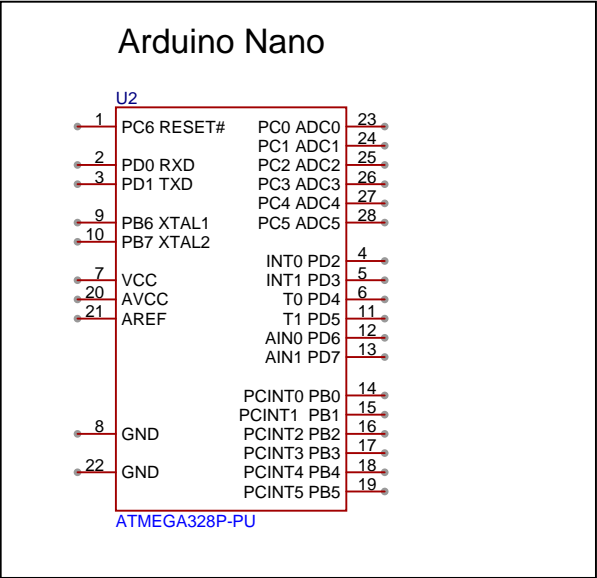 Arduino Nano
U2
1 PC6 RESET# PC0 ADC0 23
PC1 ADC1 24
2 PD0 RXD PC2 ADC2 25
3 PD1 TXD PC3 ADC3 26
PC4 ADC4 27
9 PB6 XTAL1 PC5 ADC5 28
10 PB7 XTAL2
INT0 PD2 4
7 VCC INT1 PD3 5
20 AVCC T0 PD4 6
21 AREF T1 PD5 11
AIN0 PD6 12
AIN1 PD7 13
PCINT0 PB0 14
PCINT1 PB1 15
8 GND PCINT2 PB2 16
PCINT3 PB3 17
22 GND PCINT4 PB4 18
PCINT5 PB5 19
ATMEGA328P-PU